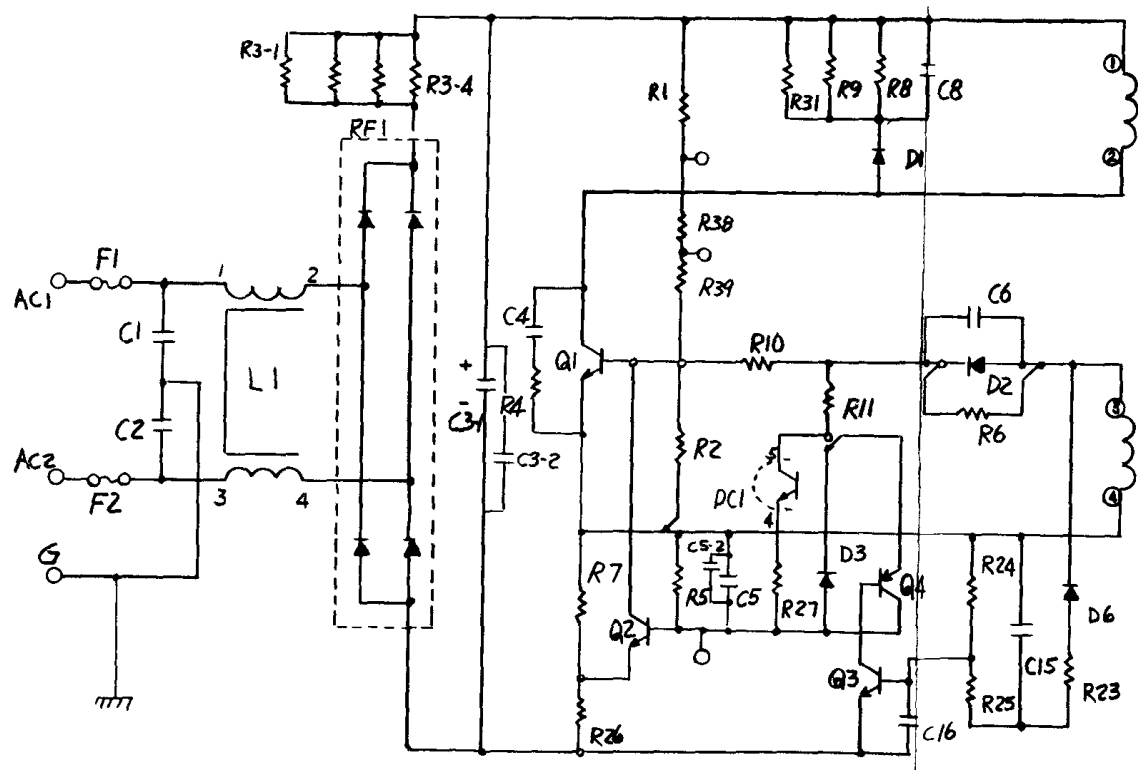 R3-1
R3-4
R1
R31
R9
R8
C8
1
2
RF1
D1
F1
AC1
1
2
R38
R39
C1
L1
C2
AC2
F2
3
4
G
+
-
C3-1
R4
C3-2
C4
Q1
R10
C6
D2
R6
R11
R2
3
4
5
DC1
4
C5-2
R5
C5
R27
D3
Q4
R24
R7
Q2
D6
C15
R23
Q3
R25
R26
C16